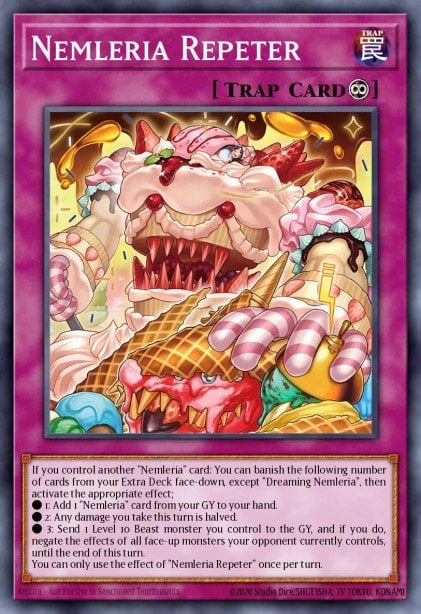 Nemleria Repeter
TRAP
罠
[Trap Card ]
If you control another "Nemleria" card: You can banish the following number
of cards from your Extra Deck face-down, except "Dreaming Nemleria", then
activate the appropriate effect;
● 1: Add 1 "Nemleria" card from your GY to your hand.
● 2: Any damage you take this turn is halved.
● 3: Send 1 Level 10 Beast monster you control to the GY, and if you do,
negate the effects of all face-up monsters your opponent currently controls,
until the end of this turn.
You can only use the effect of "Nemleria Repeter" once per turn.
Replica - Not For Use in Sanctioned Tournaments
©2020 Studio Dice/SHUEISHA, TV TOKYO, KONAMI